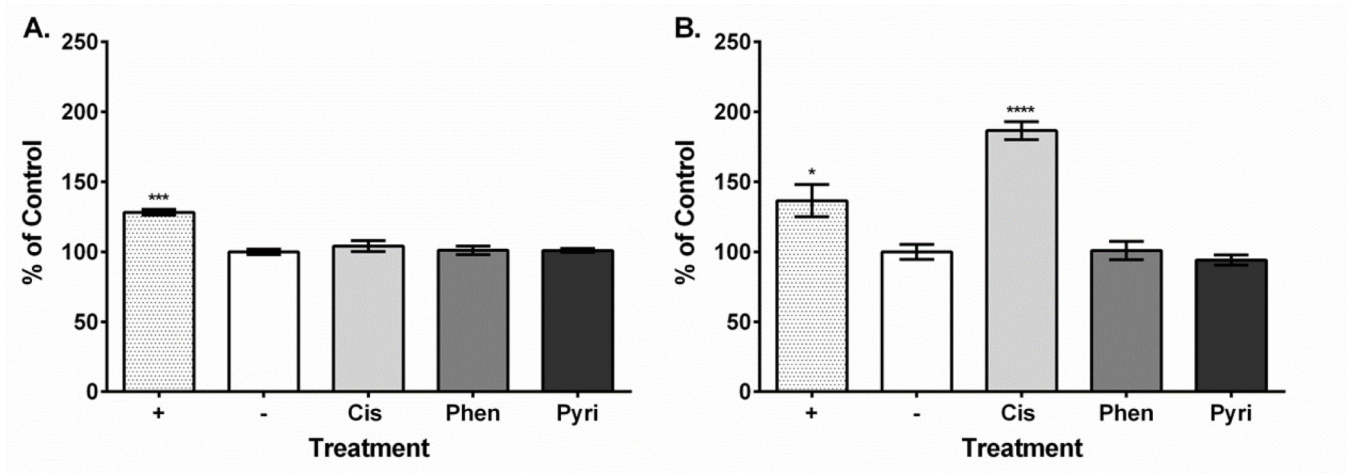 A.
250
200
150
100
50
0
% of Control
***
+ - Cis Phen Pyri
Treatment
B.
250
200
150
100
50
0
% of Control
*
****
+ - Cis Phen Pyri
Treatment